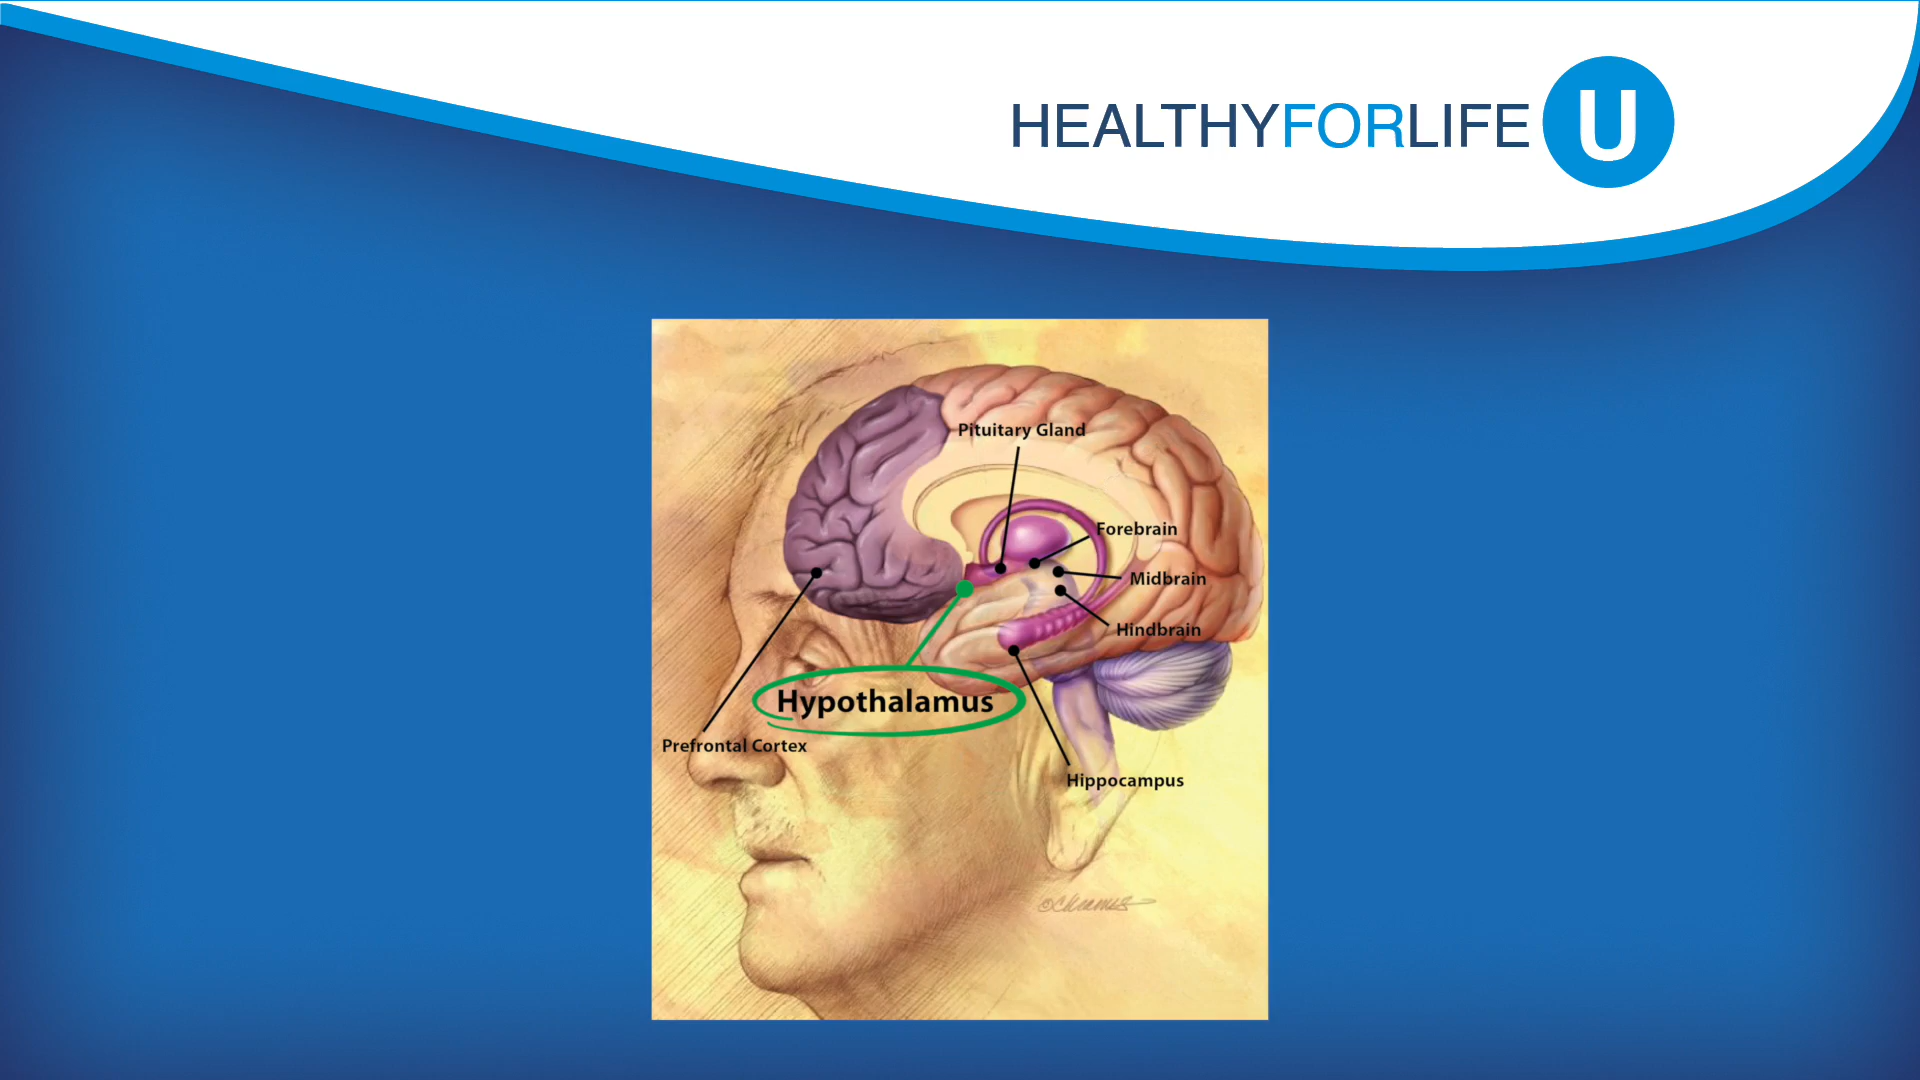 HEALTHYFORLIFE U
Pituitary Gland
Forebrain
Midbrain
Hindbrain
Hypothalamus
Prefrontal Cortex
Hippocampus